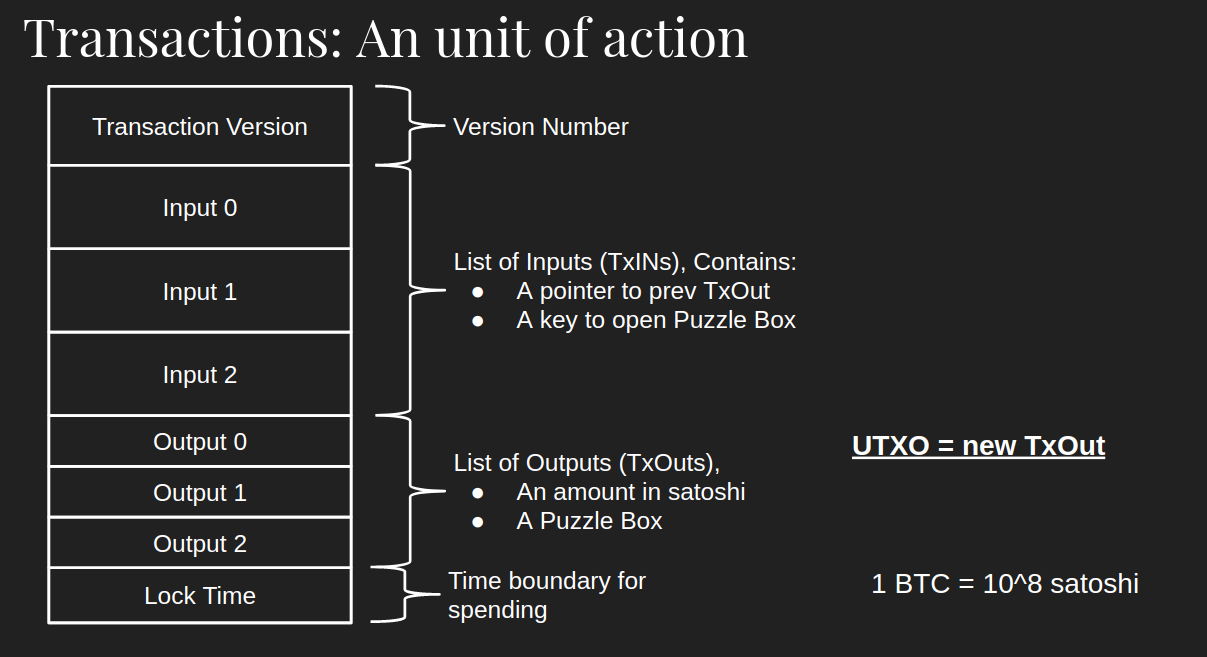 Transactions: An unit of action
Transaction Version
Version Number
Input 0
Input 1
Input 2
List of Inputs (TxINs), Contains:
● A pointer to prev TxOut
● A key to open Puzzle Box
Output 0
Output 1
Output 2
List of Outputs (TxOuts),
● An amount in satoshi
● A Puzzle Box
UTXO = new TxOut
Lock Time
Time boundary for
spending
1 BTC = 10^8 satoshi